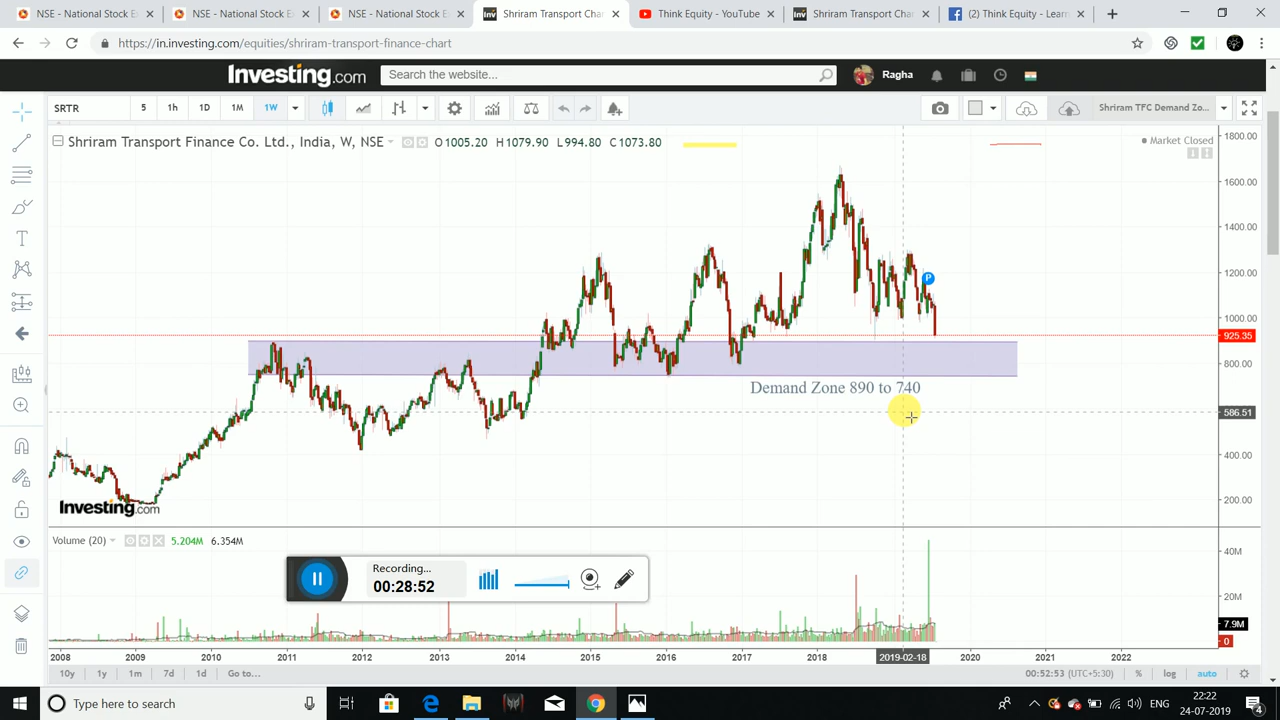 NSE - National Stock E
NSE - National Stock E
NSE - National Stock E
Shriram Transport Cha
Think Equity - YouTube
Shriram Transport Cha
(2) Think Equity - Learn
https://in.investing.com/equities/shriram-transport-finance-chart
Investing.com
Search the website...
Ragha
SRTR
5
1h
1D
1M
1W
Shriram TFC Demand Zo...
Shriram Transport Finance Co. Ltd., India, W, NSE
O1005.20 H1079.90 L994.80 C1073.80
Market Closed
1800.00
1600.00
1400.00
1200.00
P
1000.00
925.35
800.00
Demand Zone 890 to 740
586.51
400.00
200.00
Investing.com
Volume (20)
5.204M 6.354M
40M
20M
7.9M
0
Recording...
00:28:52
2008 2009 2010 2011 2012 2013 2014 2015 2016 2017 2018 2019-02-18 2020 2021 2022
10y 1y 1m 7d 1d Go to...
00:52:53 (UTC+5:30) % log auto
Type here to search
ENG
22:22
24-07-2019
4